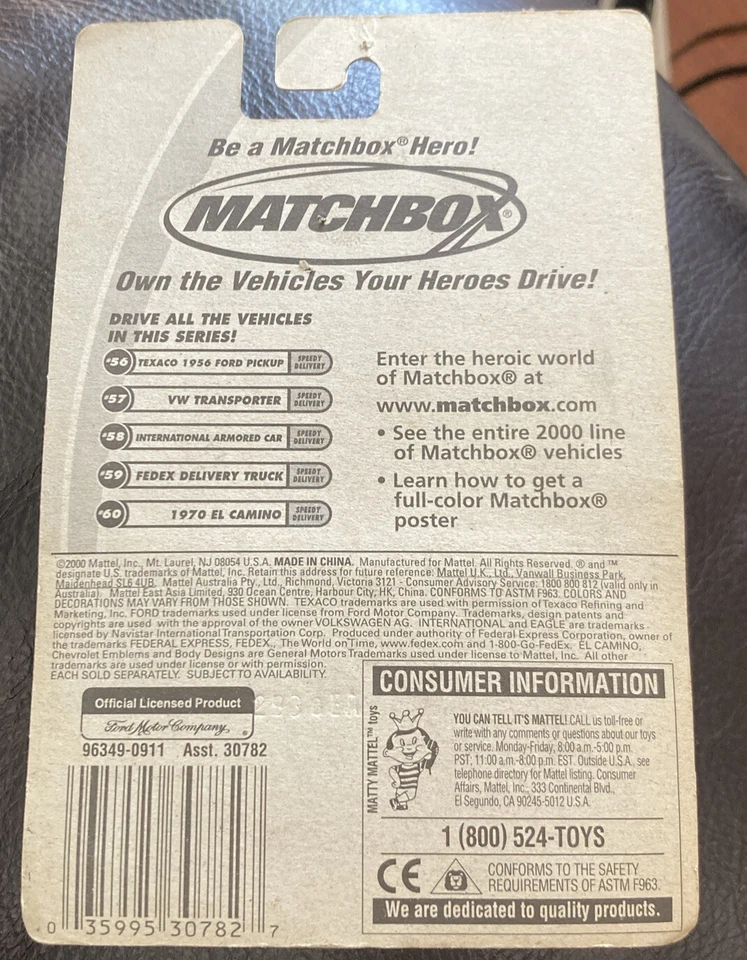 Be a Matchbox® Hero!
MATCHBOX®
Own the Vehicles Your Heroes Drive!
DRIVE ALL THE VEHICLES
IN THIS SERIES!
#56 TEXACO 1956 FORD PICKUP SPEEDY DELIVERY
#57 VW TRANSPORTER SPEEDY DELIVERY
#58 INTERNATIONAL ARMORED CAR SPEEDY DELIVERY
#59 FEDEX DELIVERY TRUCK SPEEDY DELIVERY
#60 1970 EL CAMINO SPEEDY DELIVERY
Enter the heroic world
of Matchbox® at
www.matchbox.com
• See the entire 2000 line
of Matchbox® vehicles
• Learn how to get a
full-color Matchbox®
poster
©2000 Mattel, Inc., Mt. Laurel, NJ 08054 U.S.A. MADE IN CHINA. Manufactured for Mattel. All Rights Reserved. ® and ™
designate U.S. trademarks of Mattel, Inc. Retain this address for future reference: Mattel U.K., Ltd., Vanwall Business Park,
Maidenhead SL6 4UB. Mattel Australia Pty., Ltd., Richmond, Victoria 3121 - Consumer Advisory Service: 1800 800 812 (valid only in
Australia). Mattel East Asia Limited, 930 Ocean Centre, Harbour City, HK, China. CONFORMS TO ASTM F963. COLORS AND
DECORATIONS MAY VARY FROM THOSE SHOWN. TEXACO trademarks are used with permission of Texaco Refining and
Marketing, Inc. FORD trademarks used under license from Ford Motor Company. Trademarks, design patents and
copyrights are used with the approval of the owner VOLKSWAGEN AG. INTERNATIONAL and EAGLE are trademarks
licensed by Navistar International Transportation Corp. Produced under authority of Federal Express Corporation, owner of
the trademarks FEDERAL EXPRESS, FEDEX., The World on Time, www.fedex.com and 1-800-Go-FedEx. EL CAMINO,
Chevrolet Emblems and Body Designs are General Motors Trademarks used under license to Mattel, Inc. All other
trademarks are used under license or with permission.
EACH SOLD SEPARATELY. SUBJECT TO AVAILABILITY.
Official Licensed Product
Ford Motor Company, ®
96349-0911 Asst. 30782
0 35995 30782 7
CONSUMER INFORMATION
MATTY MATTEL™ toys
YOU CAN TELL IT'S MATTEL! CALL us toll-free or
write with any comments or questions about our toys
or service. Monday-Friday, 8:00 a.m.-5:00 p.m.
PST; 11:00 a.m.-8:00 p.m. EST. Outside U.S.A., see
telephone directory for Mattel listing. Consumer
Affairs, Mattel, Inc., 333 Continental Blvd.,
El Segundo, CA 90245-5012 U.S.A.
1 (800) 524-TOYS
CE
CONFORMS TO THE SAFETY
REQUIREMENTS OF ASTM F963.
We are dedicated to quality products.